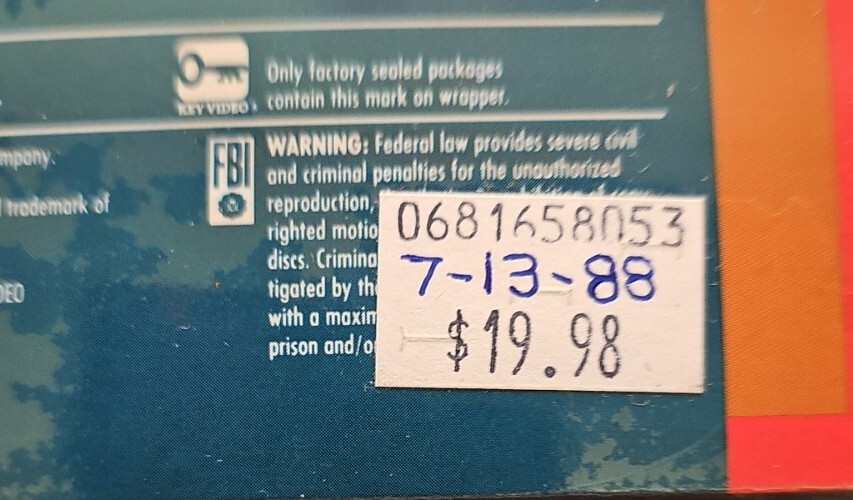 Only factory sealed packages
contain this mark on wrapper.
KEY VIDEO
mpany.
FBI
WARNING: Federal law provides severe civil
and criminal penalties for the unauthorized
trademark of
reproduction,
righted motio
discs. Crimina
DEO
tigated by th
with a maxim
prison and/o
0681658053
7-13-88
$19.98